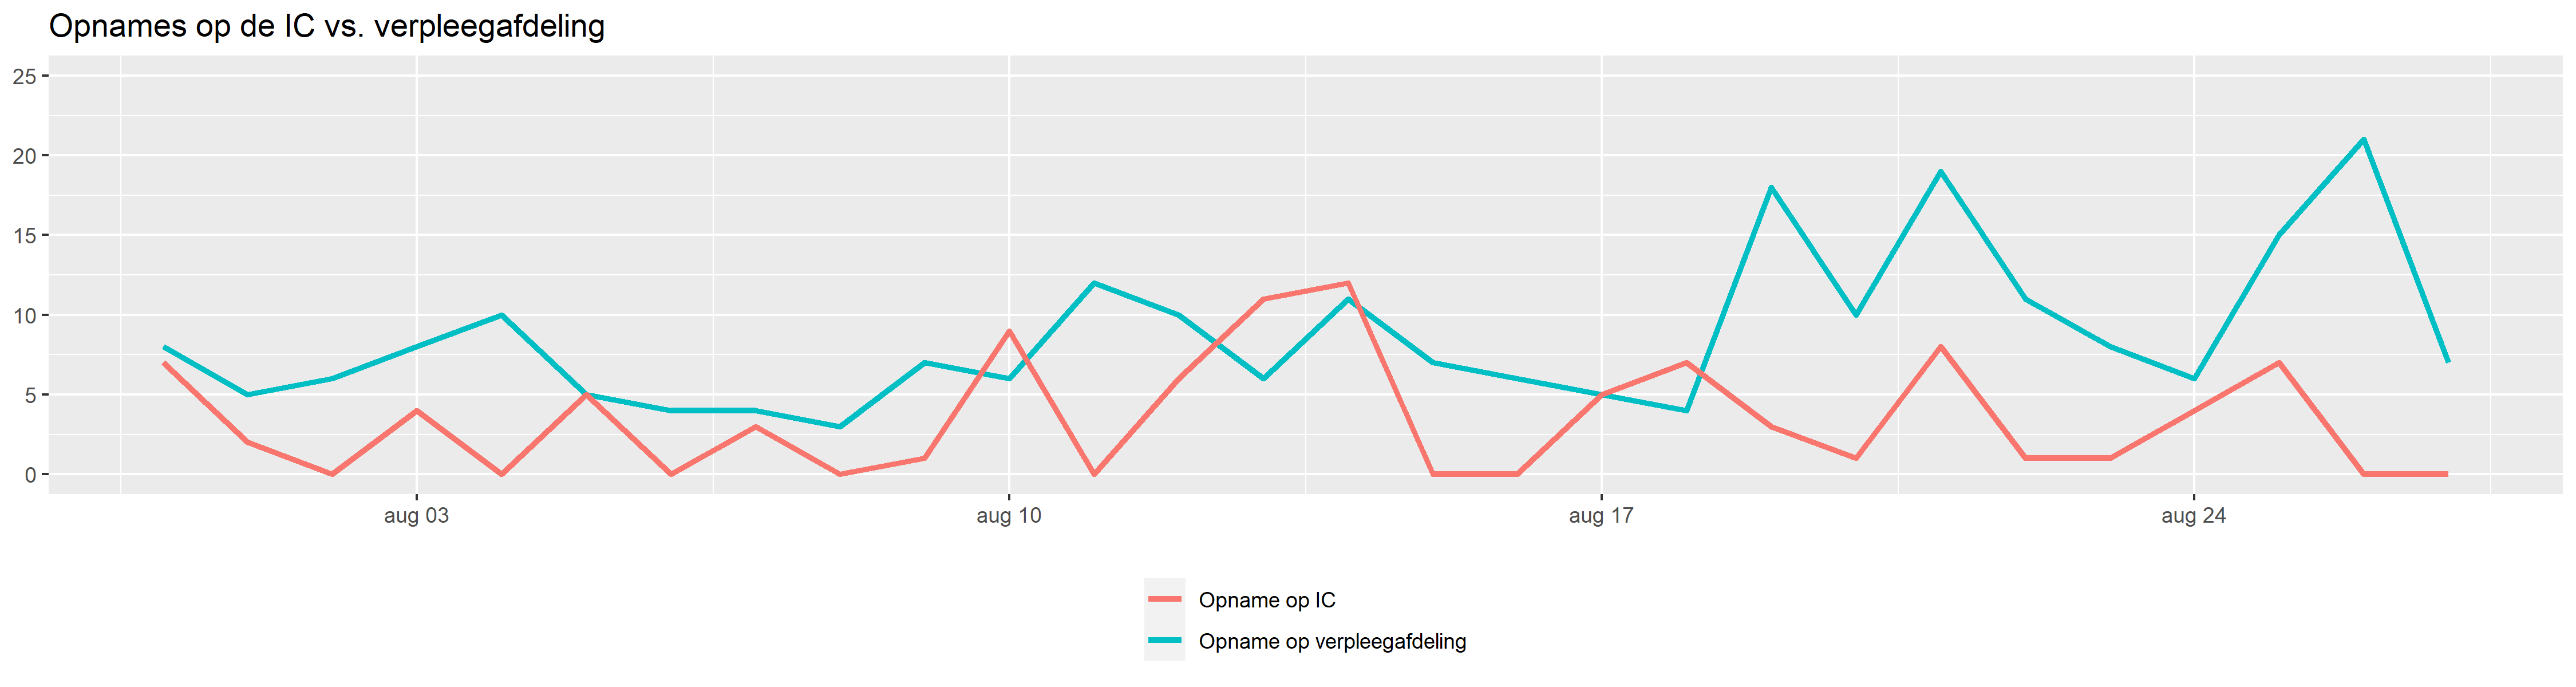 Opnames op de IC vs. verpleegafdeling
25
20
15
10
5
0
aug 03 aug 10 aug 17 aug 24
Opname op IC
Opname op verpleegafdeling